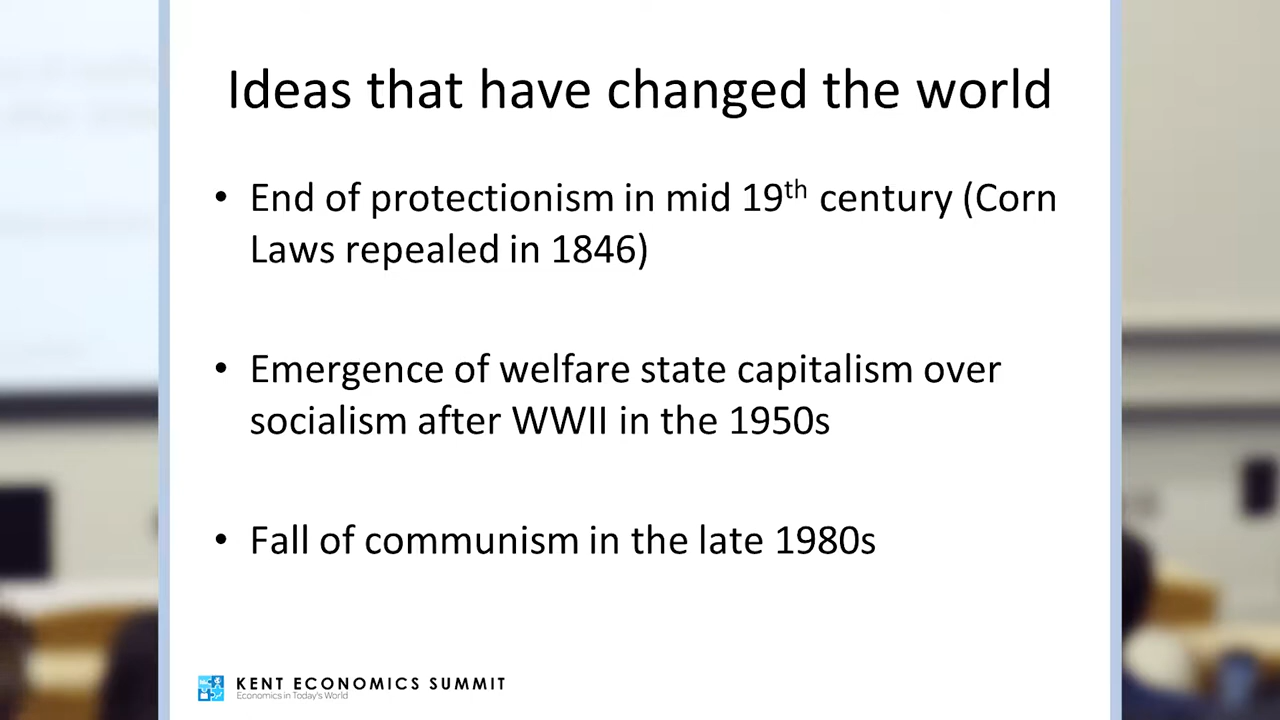 Ideas that have changed the world
• End of protectionism in mid 19th century (Corn
Laws repealed in 1846)
• Emergence of welfare state capitalism over
socialism after WWII in the 1950s
• Fall of communism in the late 1980s
KENT ECONOMICS SUMMIT
Economics in Today's World